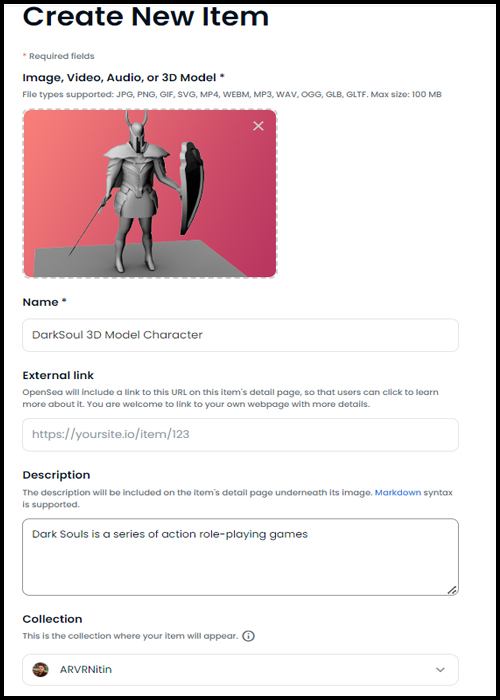 Create New Item
* Required fields
Image, Video, Audio, or 3D Model *
File types supported: JPG, PNG, GIF, SVG, MP4, WEBM, MP3, WAV, OGG, GLB, GLTF. Max size: 100 MB
Name *
DarkSoul 3D Model Character
External link
OpenSea will include a link to this URL on this item's detail page, so that users can click to learn
more about it. You are welcome to link to your own webpage with more details.
https://yoursite.io/item/123
Description
The description will be included on the item's detail page underneath its image. Markdown syntax
is supported.
Dark Souls is a series of action role-playing games
Collection
This is the collection where your item will appear.
ARVRNitin